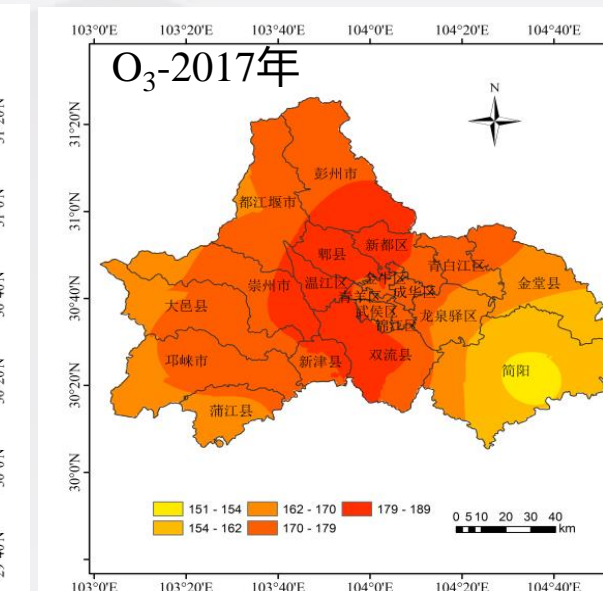 103°0'E 103°20'E 103°40'E 104°0'E 104°20'E 104°40'E
O₃-2017年
N
31°20'N
彭州市
31°0'N
都江堰市
郫县
新都区
青白江区
金牛区
金堂县
崇州市
温江区
青羊区
成华区
30°40'N
大邑县
武侯区
龙泉驿区
锦江区
邛崃市
新津县
双流县
简阳
30°20'N
蒲江县
30°0'N
151 - 154
162 - 170
179 - 189
154 - 162
170 - 179
0 5 10 20 30 40
km
29°40'N
103°0'E 103°20'E 103°40'E 104°0'E 104°20'E 104°40'E